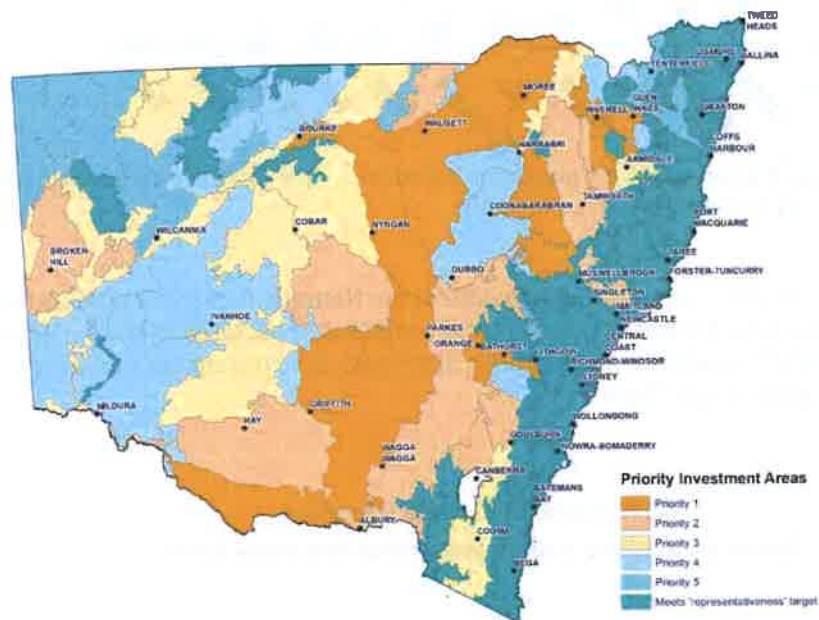 TWEED
HEADS
BALLINA
TENTERFIELD
GLEN
INNES
INVERELL
MOREE
GRAFTON
WALGETT
BOURKE
NARRABRI
COFFS
HARBOUR
ARMIDALE
COONABARABRAN
TAMWORTH
PORT
MACQUARIE
COBAR
NYNGAN
WILCANNIA
BROKEN
HILL
TAREE
FORSTER-TUNCURRY
MUSWELLBROOK
DUBBO
SINGLETON
MAITLAND
NEWCASTLE
IVANHOE
PARKES
ORANGE
BATHURST
CENTRAL
COAST
LITHGOW
RICHMOND-WINDSOR
SYDNEY
MILDURA
GRIFFITH
HAY
WOLLONGONG
GOULBURN
NOWRA-BOMADERRY
WAGGA
WAGGA
CANBERRA
BATEMANS
BAY
ALBURY
COOMA
BEGA
Priority Investment Areas
Priority 1
Priority 2
Priority 3
Priority 4
Priority 5
Meets 'representativeness' target